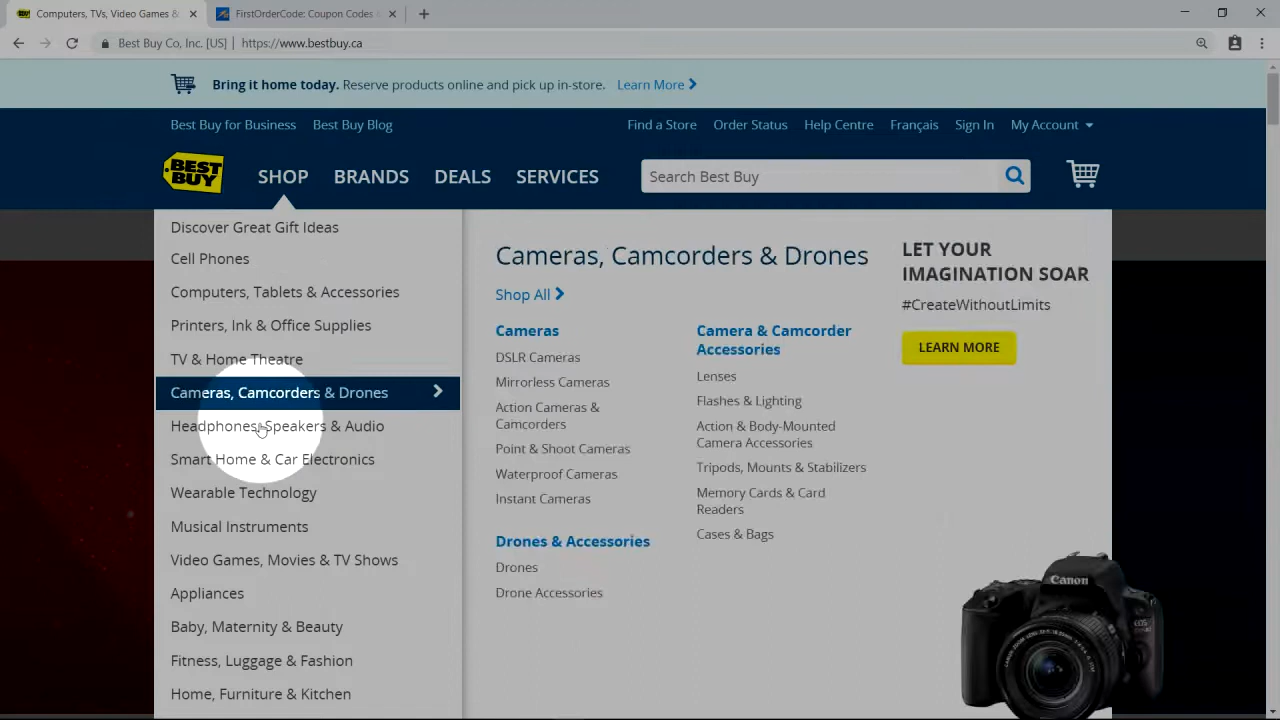 Computers, TVs, Video Games &
FirstOrderCode: Coupon Codes
Best Buy Co, Inc. [US] | https://www.bestbuy.ca
Bring it home today. Reserve products online and pick up in-store. Learn More
Best Buy for Business Best Buy Blog Find a Store Order Status Help Centre Français Sign In My Account
BEST BUY
SHOP BRANDS DEALS SERVICES Search Best Buy
Discover Great Gift Ideas
Cell Phones
Computers, Tablets & Accessories
Printers, Ink & Office Supplies
TV & Home Theatre
Cameras, Camcorders & Drones
Headphones, Speakers & Audio
Smart Home & Car Electronics
Wearable Technology
Musical Instruments
Video Games, Movies & TV Shows
Appliances
Baby, Maternity & Beauty
Fitness, Luggage & Fashion
Home, Furniture & Kitchen
Cameras, Camcorders & Drones
Shop All
Cameras
DSLR Cameras
Mirrorless Cameras
Action Cameras &
Camcorders
Point & Shoot Cameras
Waterproof Cameras
Instant Cameras
Drones & Accessories
Drones
Drone Accessories
Camera & Camcorder
Accessories
Lenses
Flashes & Lighting
Action & Body-Mounted
Camera Accessories
Tripods, Mounts & Stabilizers
Memory Cards & Card
Readers
Cases & Bags
LET YOUR
IMAGINATION SOAR
#CreateWithoutLimits
LEARN MORE
Canon
EOS